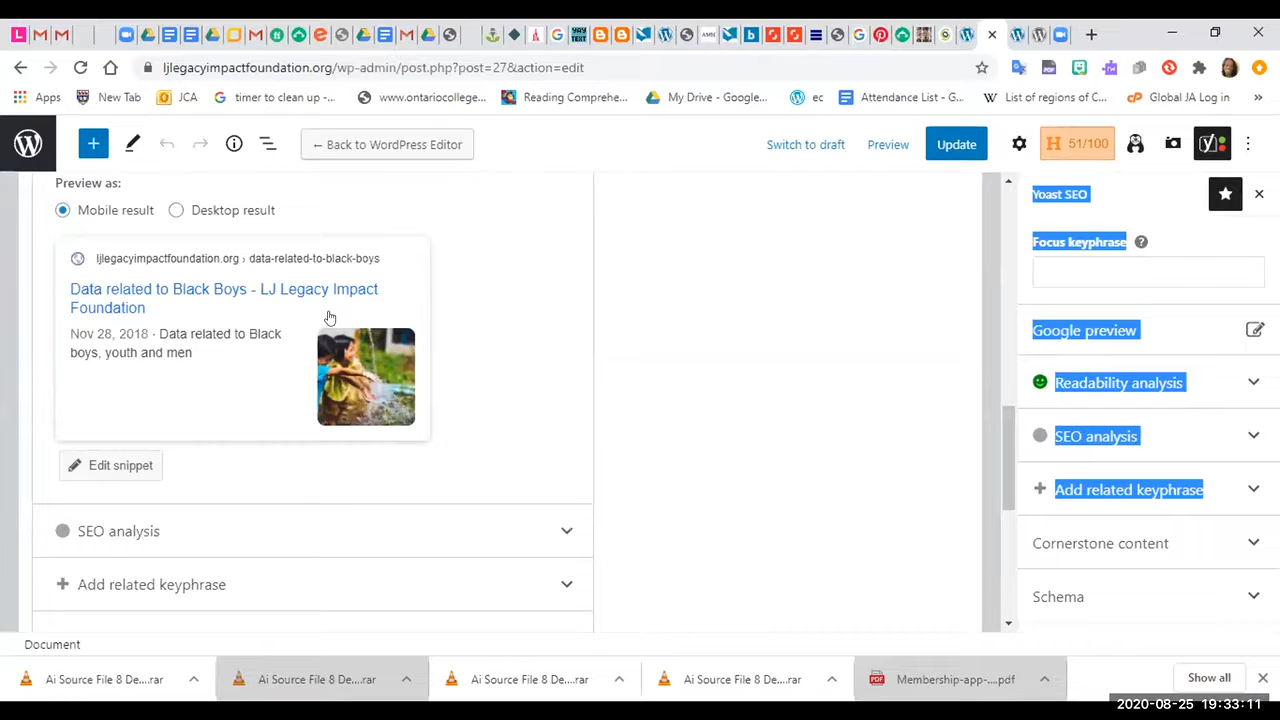 ljlegacyimpactfoundation.org/wp-admin/post.php?post=27&action=edit
Apps
New Tab
JCA
timer to clean up -...
www.ontariocollege...
Reading Comprehe...
My Drive - Google...
ec
Attendance List - G...
List of regions of C...
Global JA Log in
»
← Back to WordPress Editor
Switch to draft
Preview
Update
H 51/100
Preview as:
Mobile result
Desktop result
ljlegacyimpactfoundation.org › data-related-to-black-boys
Data related to Black Boys - LJ Legacy Impact
Foundation
Nov 28, 2018 · Data related to Black
boys, youth and men
Edit snippet
SEO analysis
Add related keyphrase
Yoast SEO
Focus keyphrase
Google preview
Readability analysis
SEO analysis
Add related keyphrase
Cornerstone content
Schema
Document
Ai Source File 8 De....rar
Ai Source File 8 De....rar
Ai Source File 8 De....rar
Ai Source File 8 De....rar
Membership-app-....pdf
Show all
2020-08-25 19:33:11